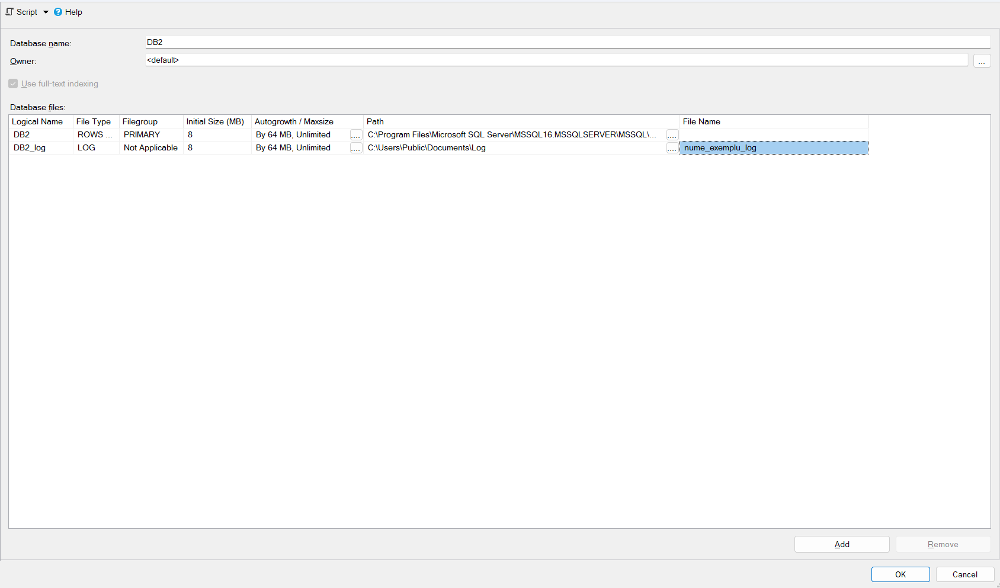 Script Help
Database name: DB2
Owner: <default> ...
Use full-text indexing
Database files:
Logical Name File Type Filegroup Initial Size (MB) Autogrowth / Maxsize Path File Name
DB2 ROWS ... PRIMARY 8 By 64 MB, Unlimited .... C:\Program Files\Microsoft SQL Server\MSSQL16.MSSQLSERVER\MSSQL\... ....
DB2_log LOG Not Applicable 8 By 64 MB, Unlimited .... C:\Users\Public\Documents\Log .... nume_exemplu_log
Add Remove
OK Cancel